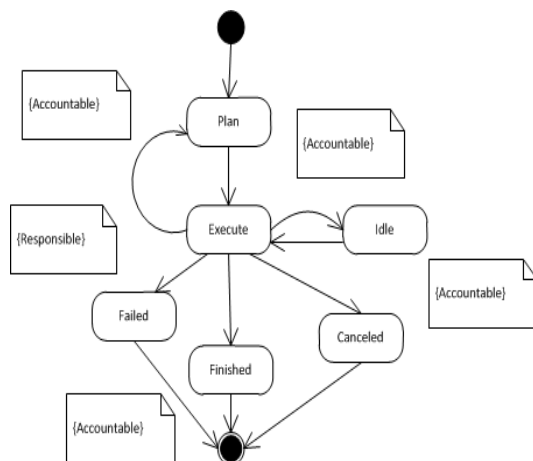 {Accountable}
Plan
{Accountable}
{Responsible}
Execute
Idle
{Accountable}
Failed
Canceled
Finished
{Accountable}